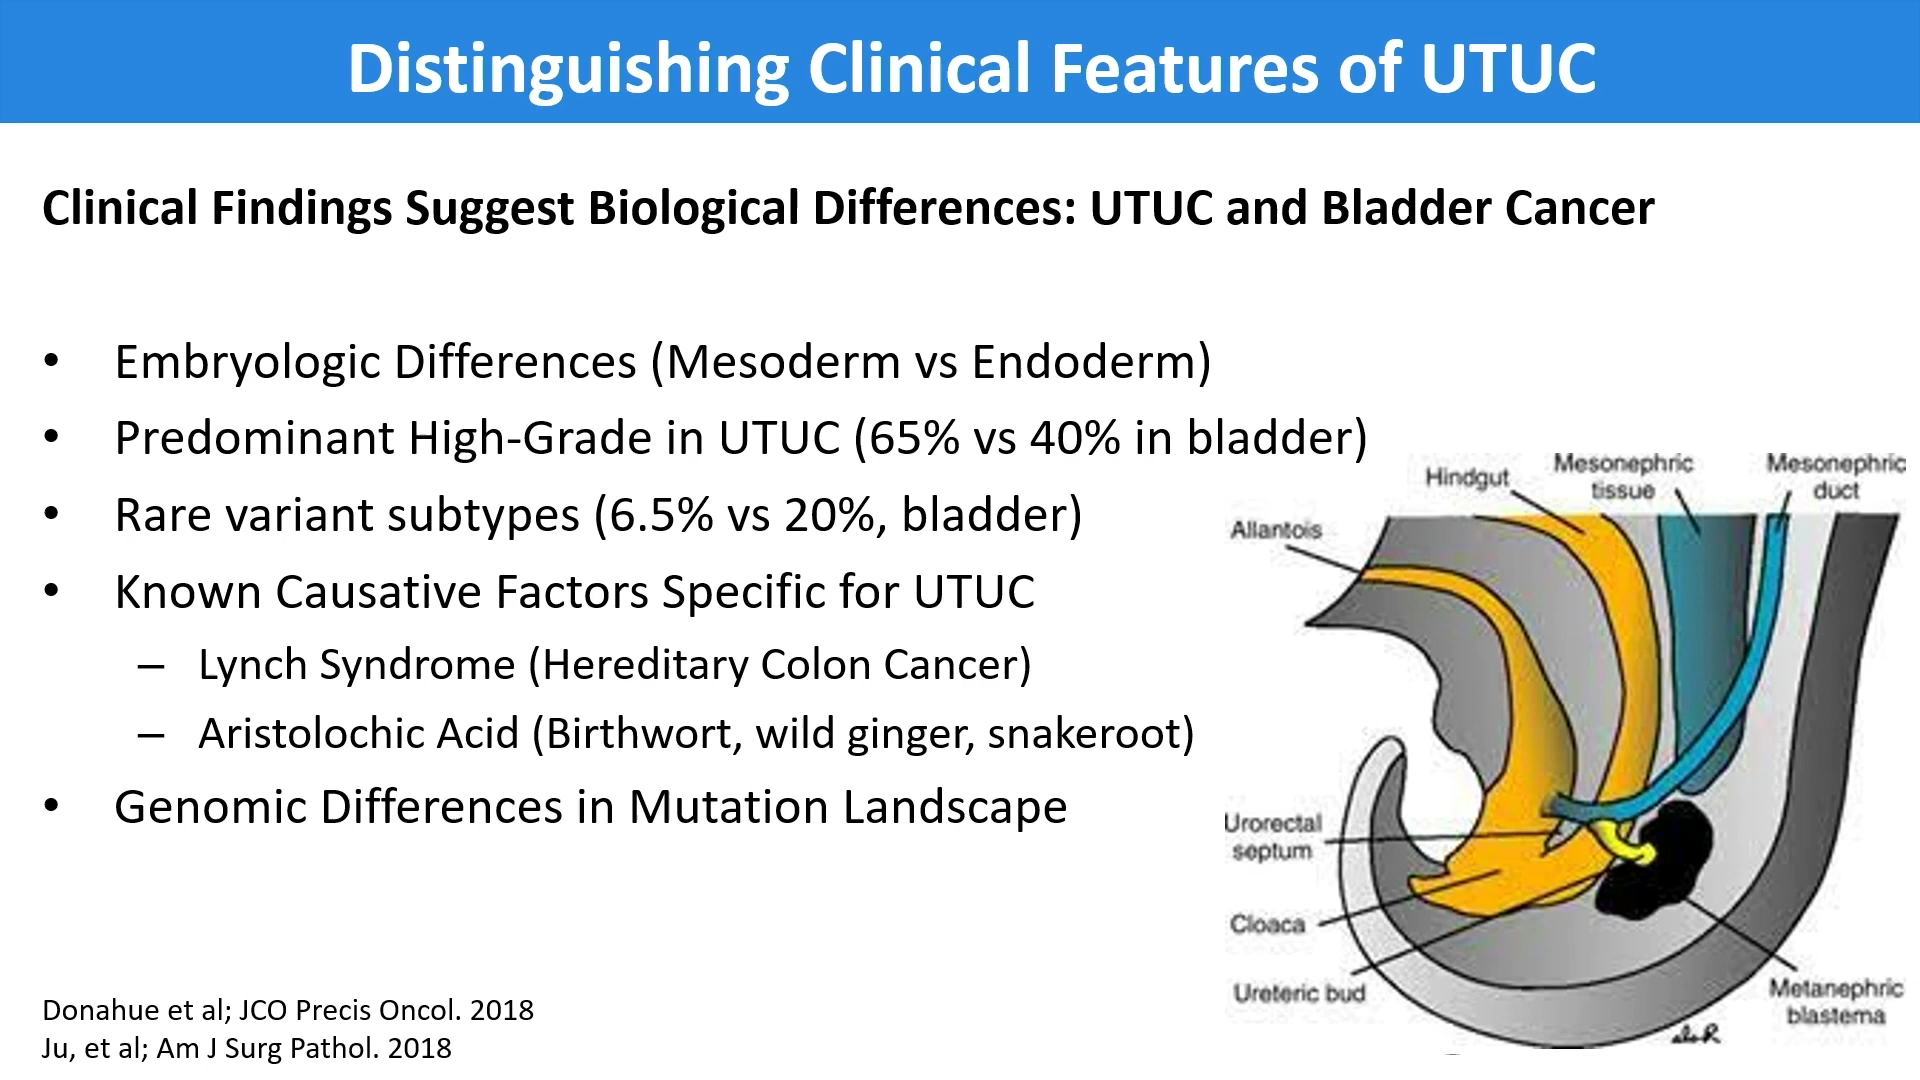 Distinguishing Clinical Features of UTUC
Clinical Findings Suggest Biological Differences: UTUC and Bladder Cancer
• Embryologic Differences (Mesoderm vs Endoderm)
• Predominant High-Grade in UTUC (65% vs 40% in bladder)
• Rare variant subtypes (6.5% vs 20%, bladder)
• Known Causative Factors Specific for UTUC
– Lynch Syndrome (Hereditary Colon Cancer)
– Aristolochic Acid (Birthwort, wild ginger, snakeroot)
• Genomic Differences in Mutation Landscape
Donahue et al; JCO Precis Oncol. 2018
Ju, et al; Am J Surg Pathol. 2018
Hindgut
Mesonephric
tissue
Mesonephric
duct
Allantois
Urorectal
septum
Cloaca
Ureteric bud
Metanephric
blastema